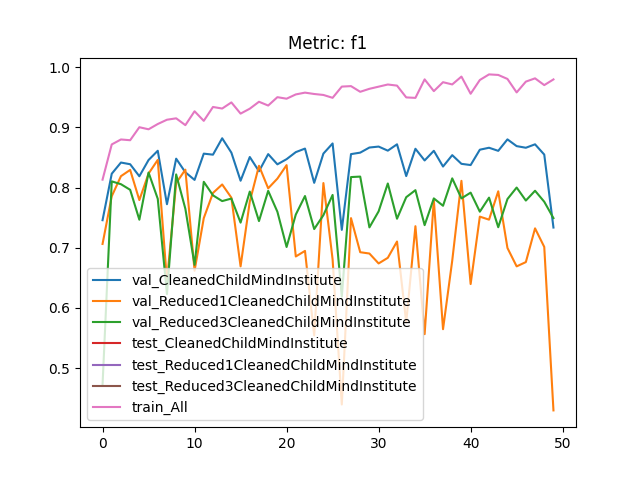 Metric: f1
1.0
0.9
0.8
0.7
0.6
0.5
val_CleanedChildMindInstitute
val_Reduced1CleanedChildMindInstitute
val_Reduced3CleanedChildMindInstitute
test_CleanedChildMindInstitute
test_Reduced1CleanedChildMindInstitute
test_Reduced3CleanedChildMindInstitute
train_All
0 10 20 30 40 50